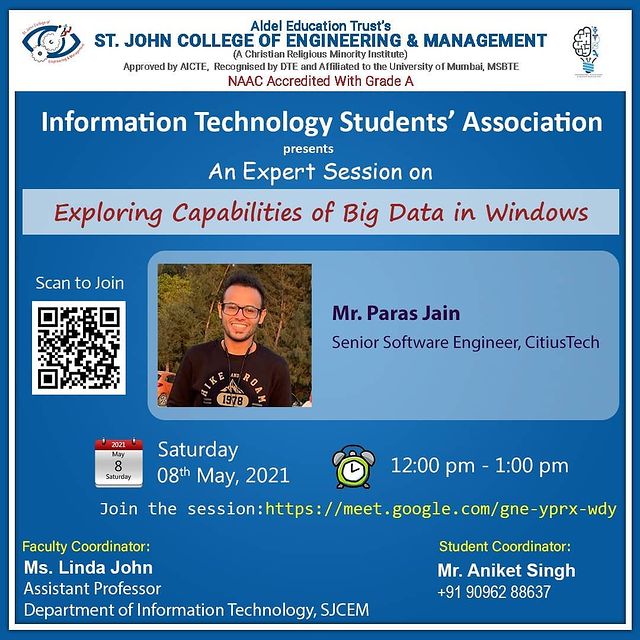 Aldel Education Trust's
ST. JOHN COLLEGE OF ENGINEERING & MANAGEMENT
(A Christian Religious Minority Institute)
Approved by AICTE, Recognised by DTE and Affiliated to the University of Mumbai, MSBTE
NAAC Accredited With Grade A
Information Technology Students' Association
presents
An Expert Session on
Exploring Capabilities of Big Data in Windows
Scan to Join
HIKE AND ROAM
1978
Mr. Paras Jain
Senior Software Engineer, CitiusTech
2021
May
8
Saturday
Saturday
08th May, 2021
12:00 pm - 1:00 pm
Join the session:https://meet.google.com/gne-yprx-wdy
Faculty Coordinator:
Ms. Linda John
Assistant Professor
Department of Information Technology, SJCEM
Student Coordinator:
Mr. Aniket Singh
+91 90962 88637